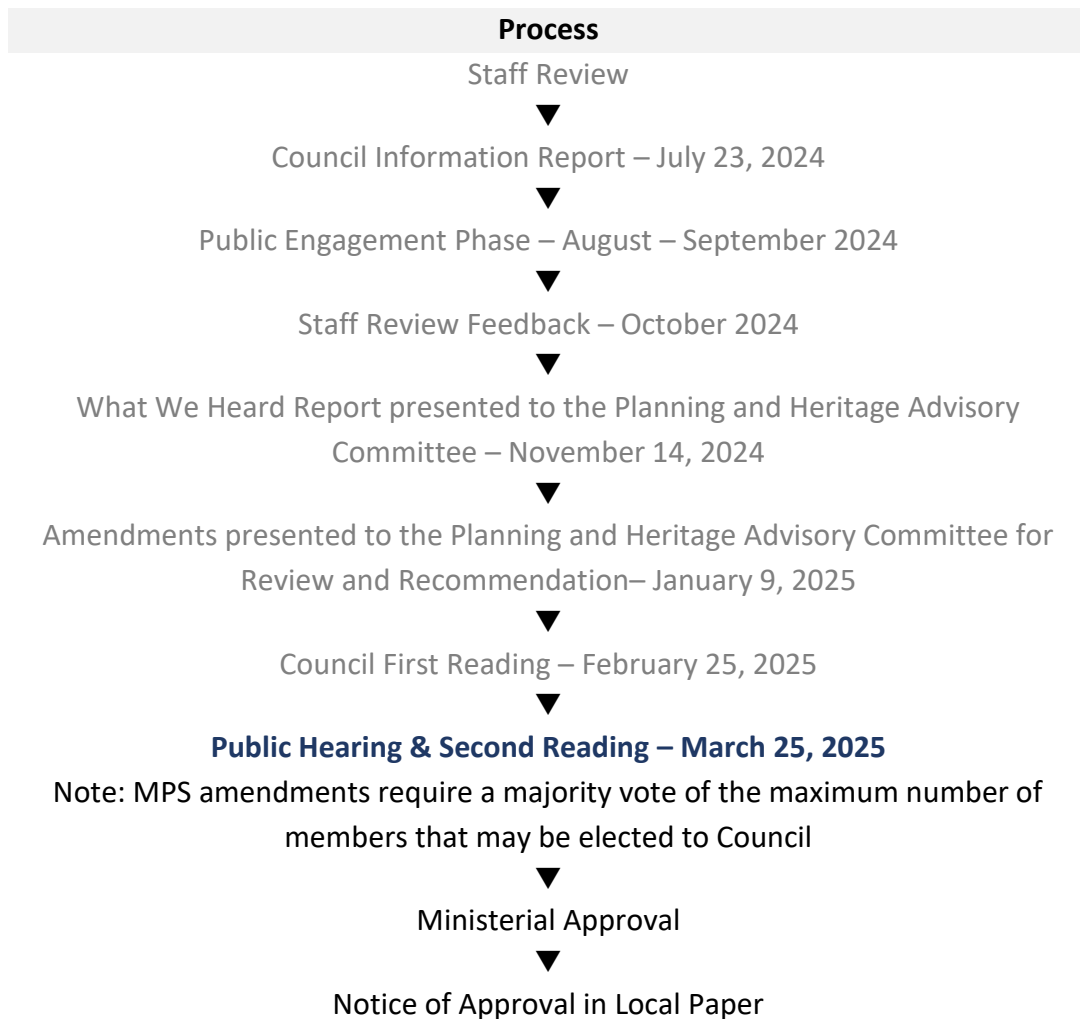 Process
Staff Review
▼
Council Information Report – July 23, 2024
▼
Public Engagement Phase – August – September 2024
▼
Staff Review Feedback – October 2024
▼
What We Heard Report presented to the Planning and Heritage Advisory
Committee – November 14, 2024
▼
Amendments presented to the Planning and Heritage Advisory Committee for
Review and Recommendation– January 9, 2025
▼
Council First Reading – February 25, 2025
▼
Public Hearing & Second Reading – March 25, 2025
Note: MPS amendments require a majority vote of the maximum number of
members that may be elected to Council
▼
Ministerial Approval
▼
Notice of Approval in Local Paper